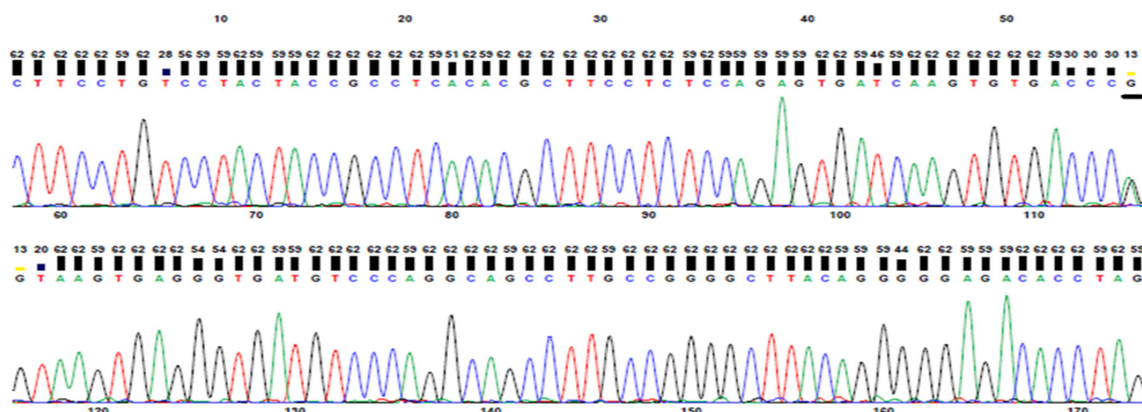 10 20 30 40 50
62 62 62 62 62 59 62 28 56 59 59 62 59 59 59 62 62 62 62 62 62 62 59 51 62 59 62 62 62 62 62 62 62 62 62 59 62 59 59 59 59 59 62 62 59 46 59 62 62 62 62 62 62 62 59 30 30 30 13
C T T C C T G T C C T A C T A C C G C C T C A C A C G C T T C C T C T C C A G A G T G A T C A A G T G T G A C C C G
60 70 80 90 100 110
13 20 62 62 59 62 62 62 62 54 54 62 62 59 59 62 62 62 62 62 62 62 62 62 62 59 62 62 62 62 59 62 62 62 62 62 62 62 62 62 62 62 59 59 59 44 62 62 59 59 59 62 62 62 62 59 62 59
G T A A G T G A G G G T G A T G T C C C A G G C A G C C T T G C C G G G G C T T A C A G G G G A G A C A C C T A G
120 130 140 150 160 170